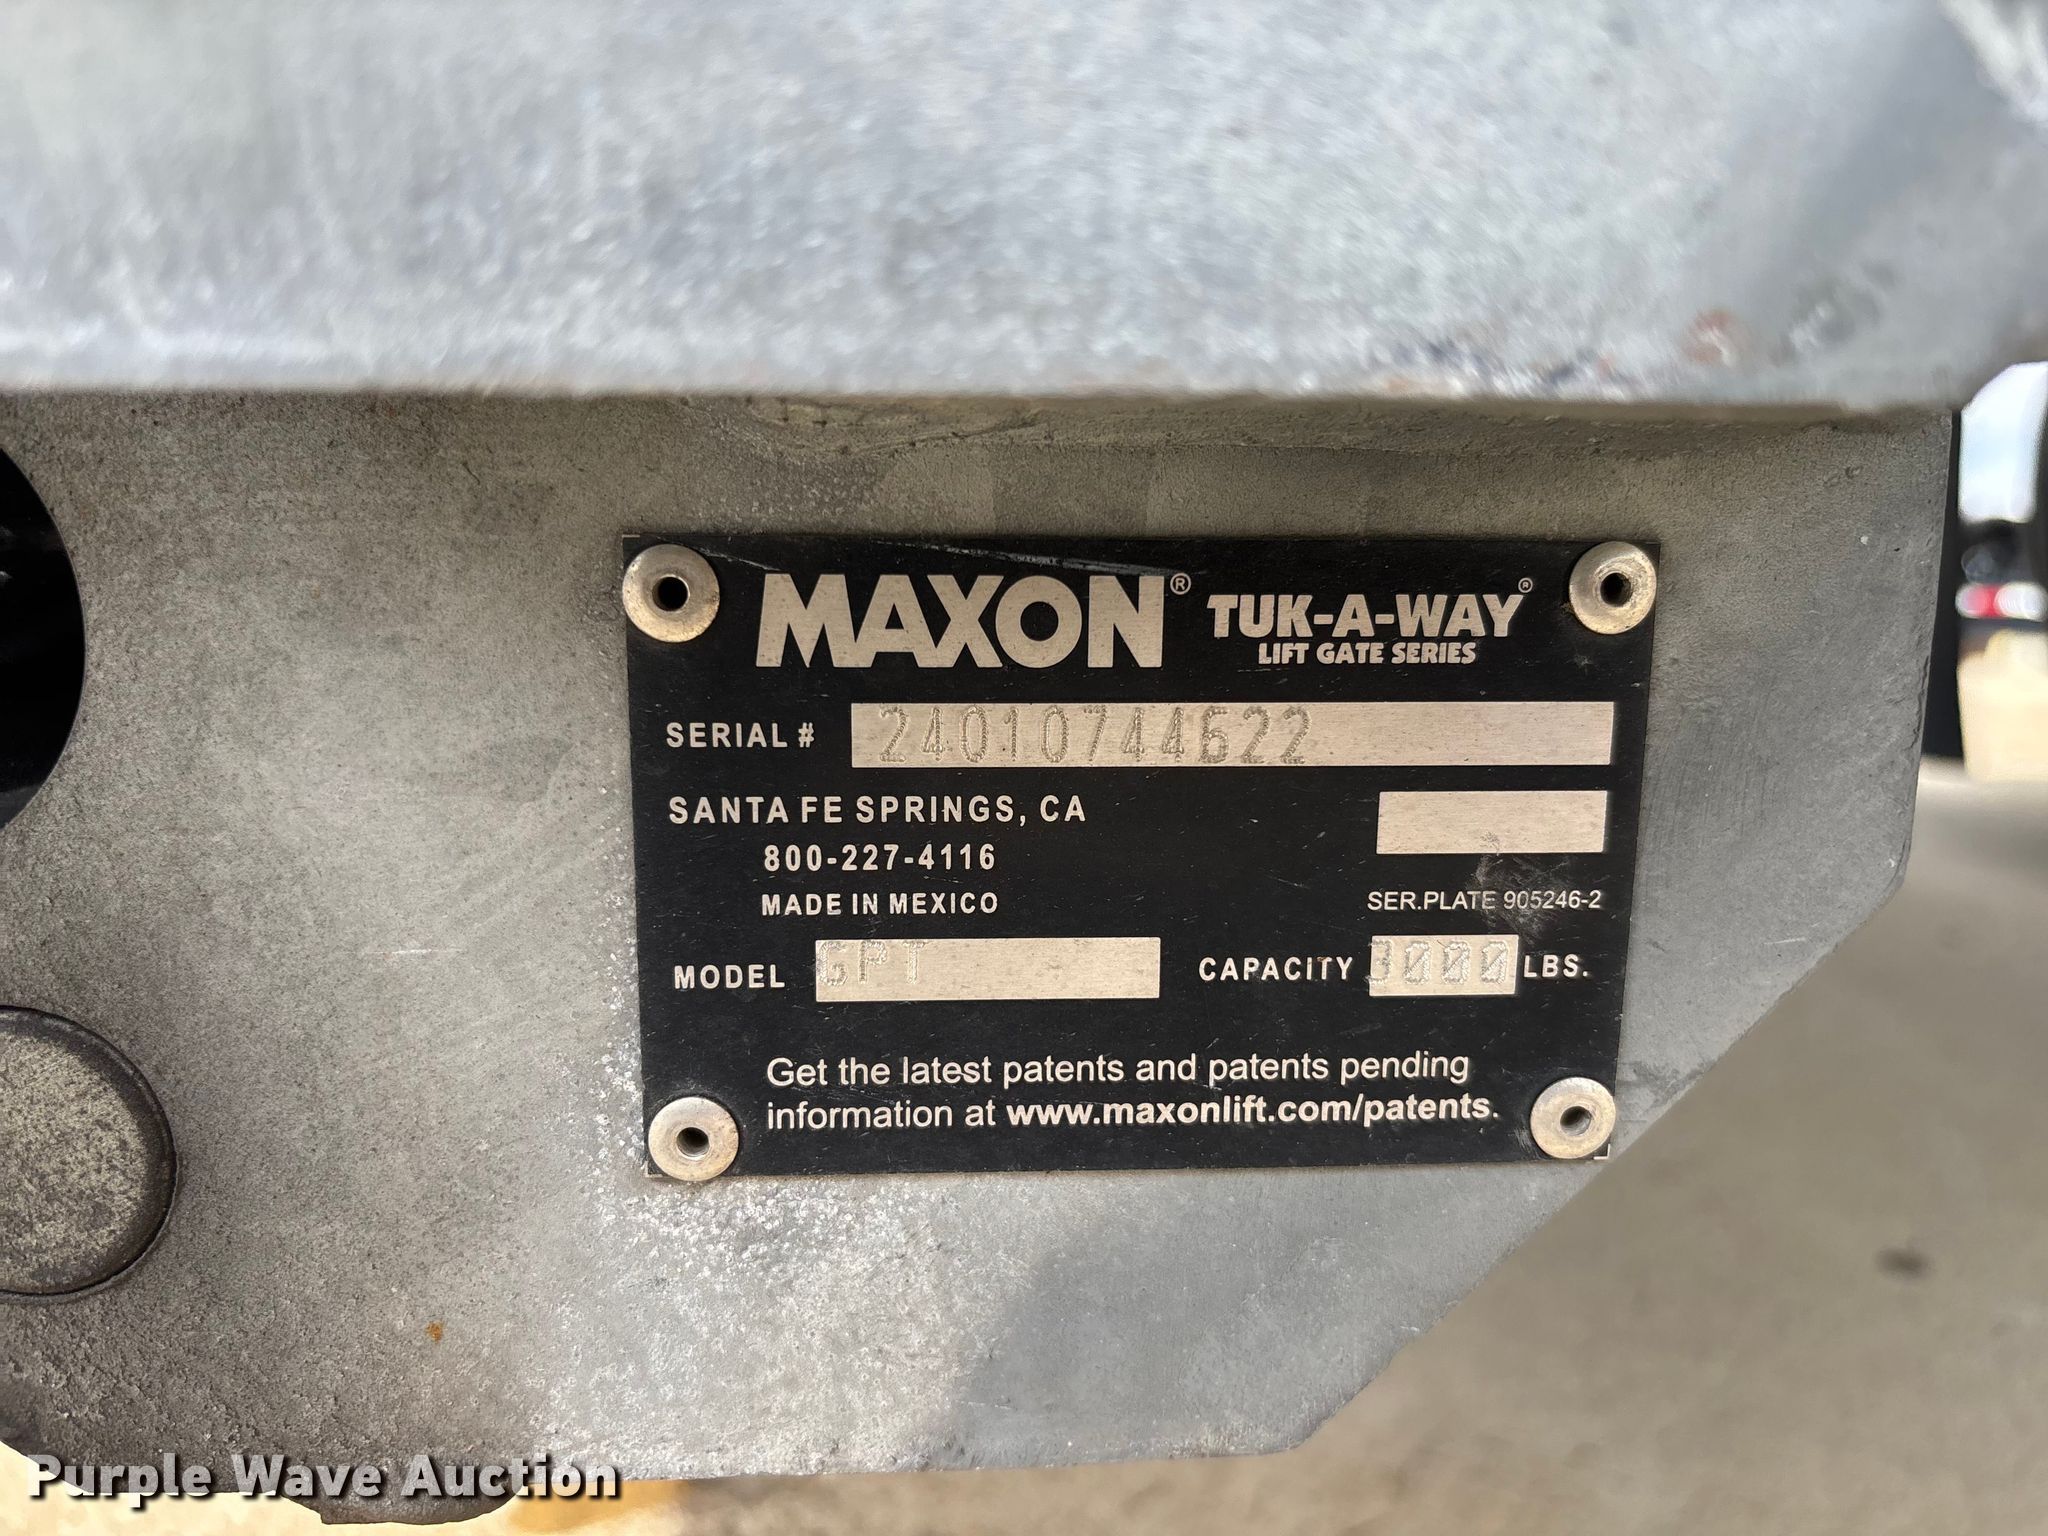 MAXON® TUK-A-WAY®
LIFT GATE SERIES
SERIAL # 24010744622
SANTA FE SPRINGS, CA
800-227-4116
MADE IN MEXICO
SER.PLATE 905246-2
MODEL GPT CAPACITY 3000 LBS.
Get the latest patents and patents pending
information at www.maxonlift.com/patents.
Purple Wave Auction